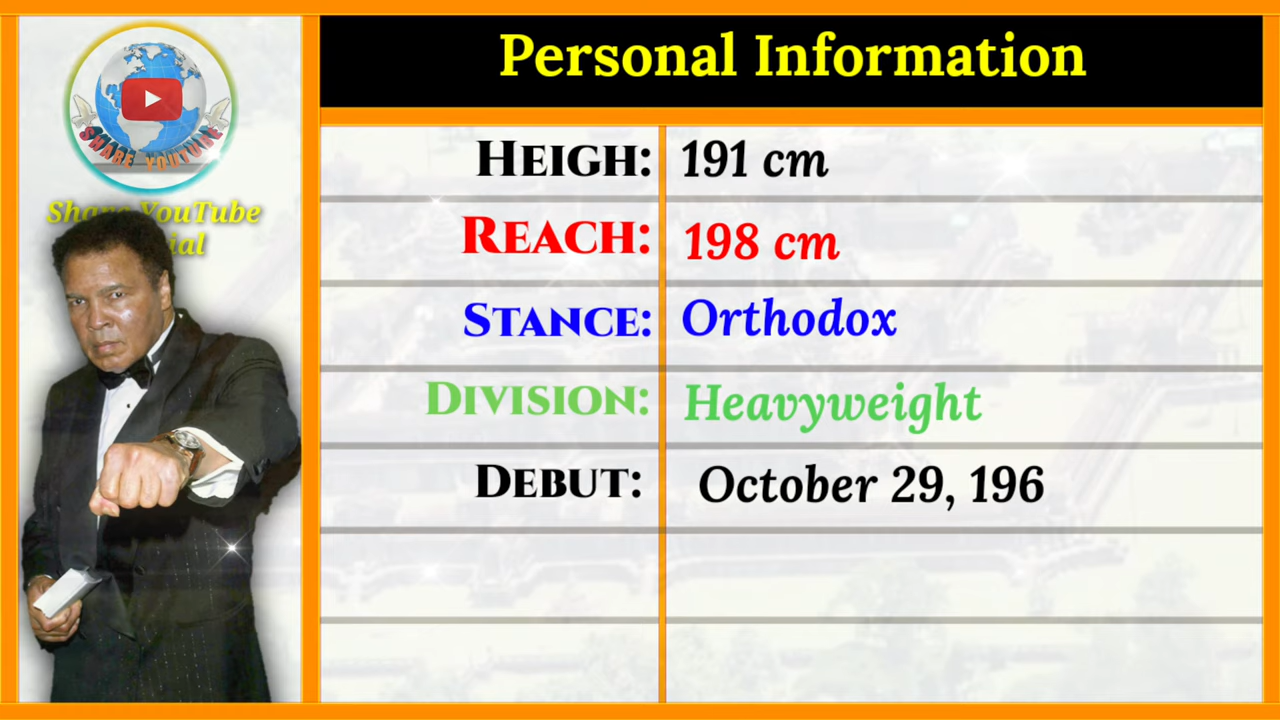 SHARE YOUTUBE
Share YouTube
ial
Personal Information
HEIGH: 191 cm
REACH: 198 cm
STANCE: Orthodox
DIVISION: Heavyweight
DEBUT: October 29, 196